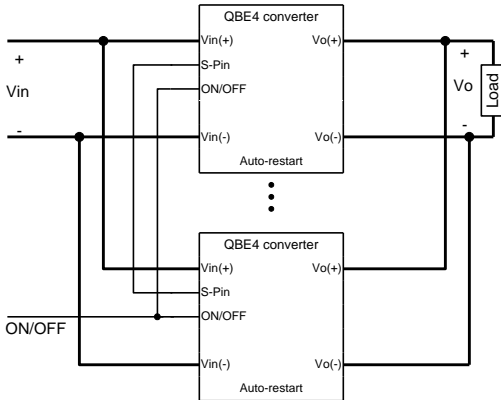 QBE4 converter
Vin(+)
Vo(+)
+
+
S-Pin
Vin
ON/OFF
Vo
Load
-
-
Vin(-)
Vo(-)
Auto-restart
QBE4 converter
Vin(+)
Vo(+)
S-Pin
ON/OFF
ON/OFF
Vin(-)
Vo(-)
Auto-restart